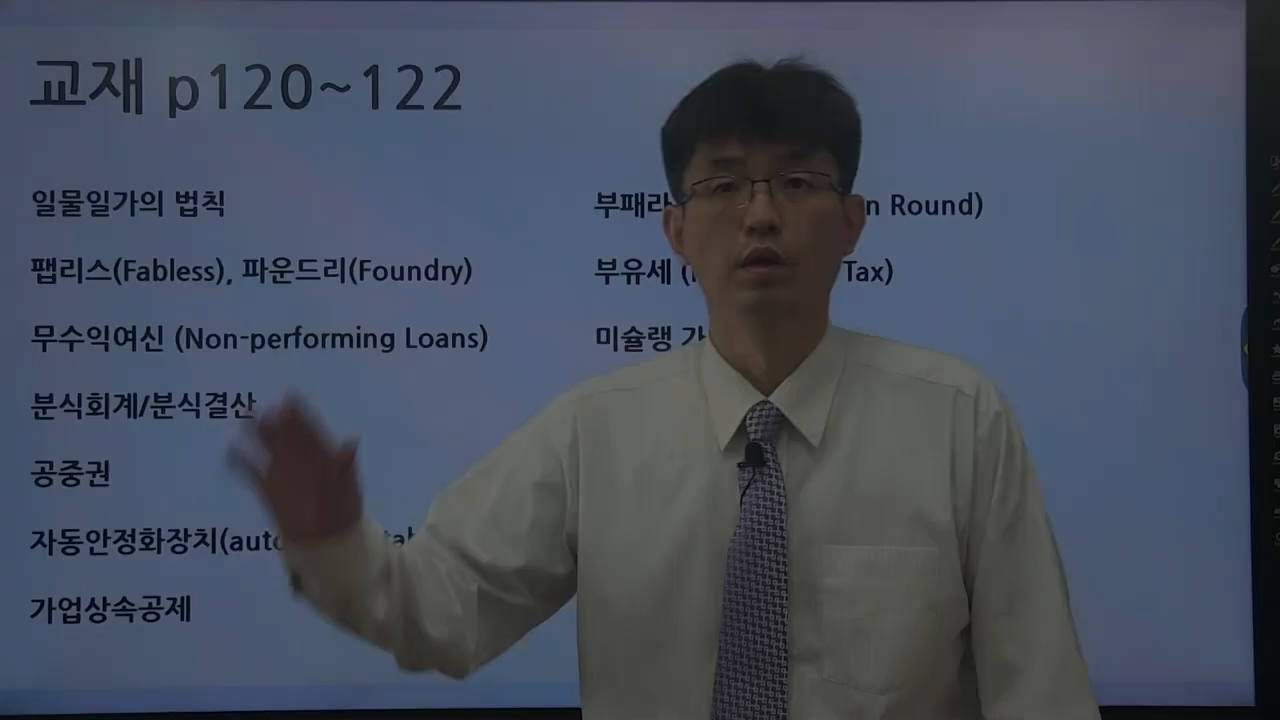 교재 p120~122
일물일가의 법칙
팹리스(Fabless), 파운드리(Foundry)
무수익여신 (Non-performing Loans)
분식회계/분식결산
공중권
자동안정화장치(auto
가업상속공제
부패라 n Round)
부유세 ( Tax)
미슐랭 가